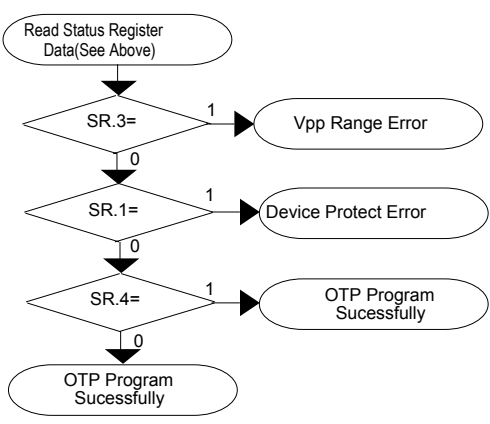 Read Status Register
Data(See Above)
SR.3=
1
Vpp Range Error
0
SR.1=
1
Device Protect Error
0
SR.4=
1
OTP Program
Sucessfully
0
OTP Program
Sucessfully